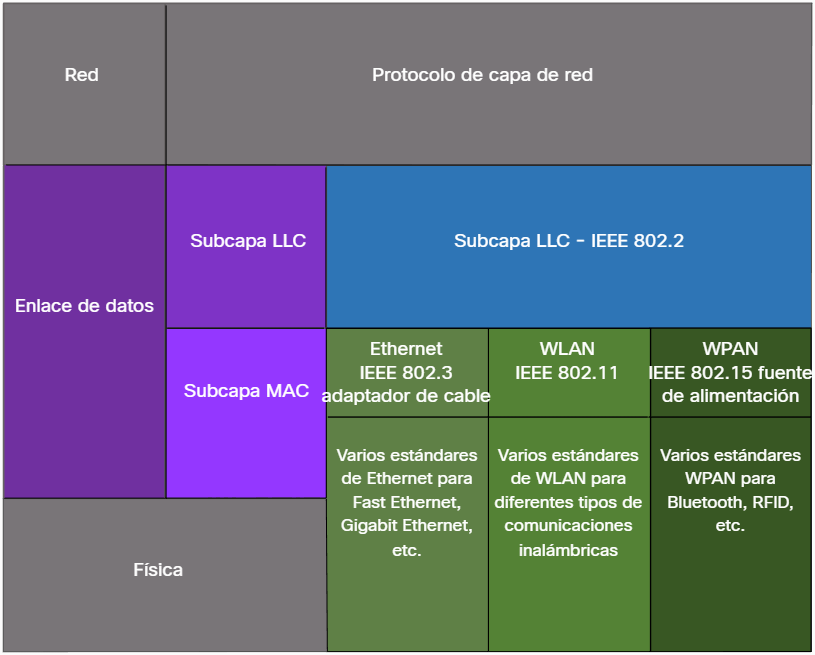 Red
Protocolo de capa de red
Enlace de datos
Subcapa LLC
Subcapa LLC - IEEE 802.2
Subcapa MAC
Ethernet
IEEE 802.3
adaptador de cable
WLAN
IEEE 802.11
WPAN
IEEE 802.15 fuente
de alimentación
Varios estándares
de Ethernet para
Fast Ethernet,
Gigabit Ethernet,
etc.
Varios estándares
de WLAN para
diferentes tipos de
comunicaciones
inalámbricas
Varios estándares
WPAN para
Bluetooth, RFID,
etc.
Física